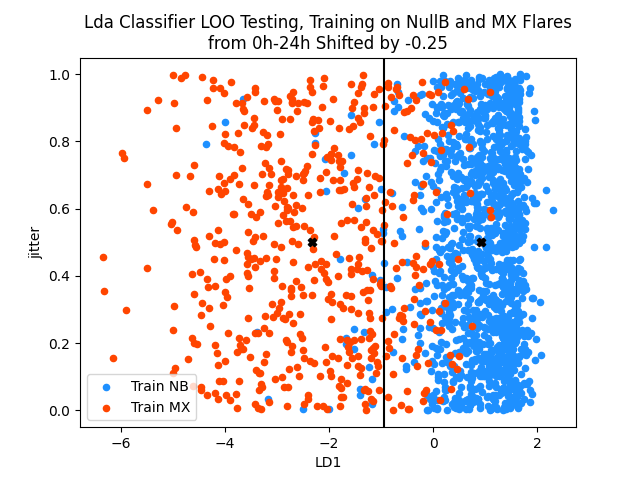 Lda Classifier LOO Testing, Training on NullB and MX Flares
from 0h-24h Shifted by -0.25
1.0
0.8
0.6
0.4
0.2
0.0
jitter
Train NB
Train MX
−6
−4
−2
0
2
LD1